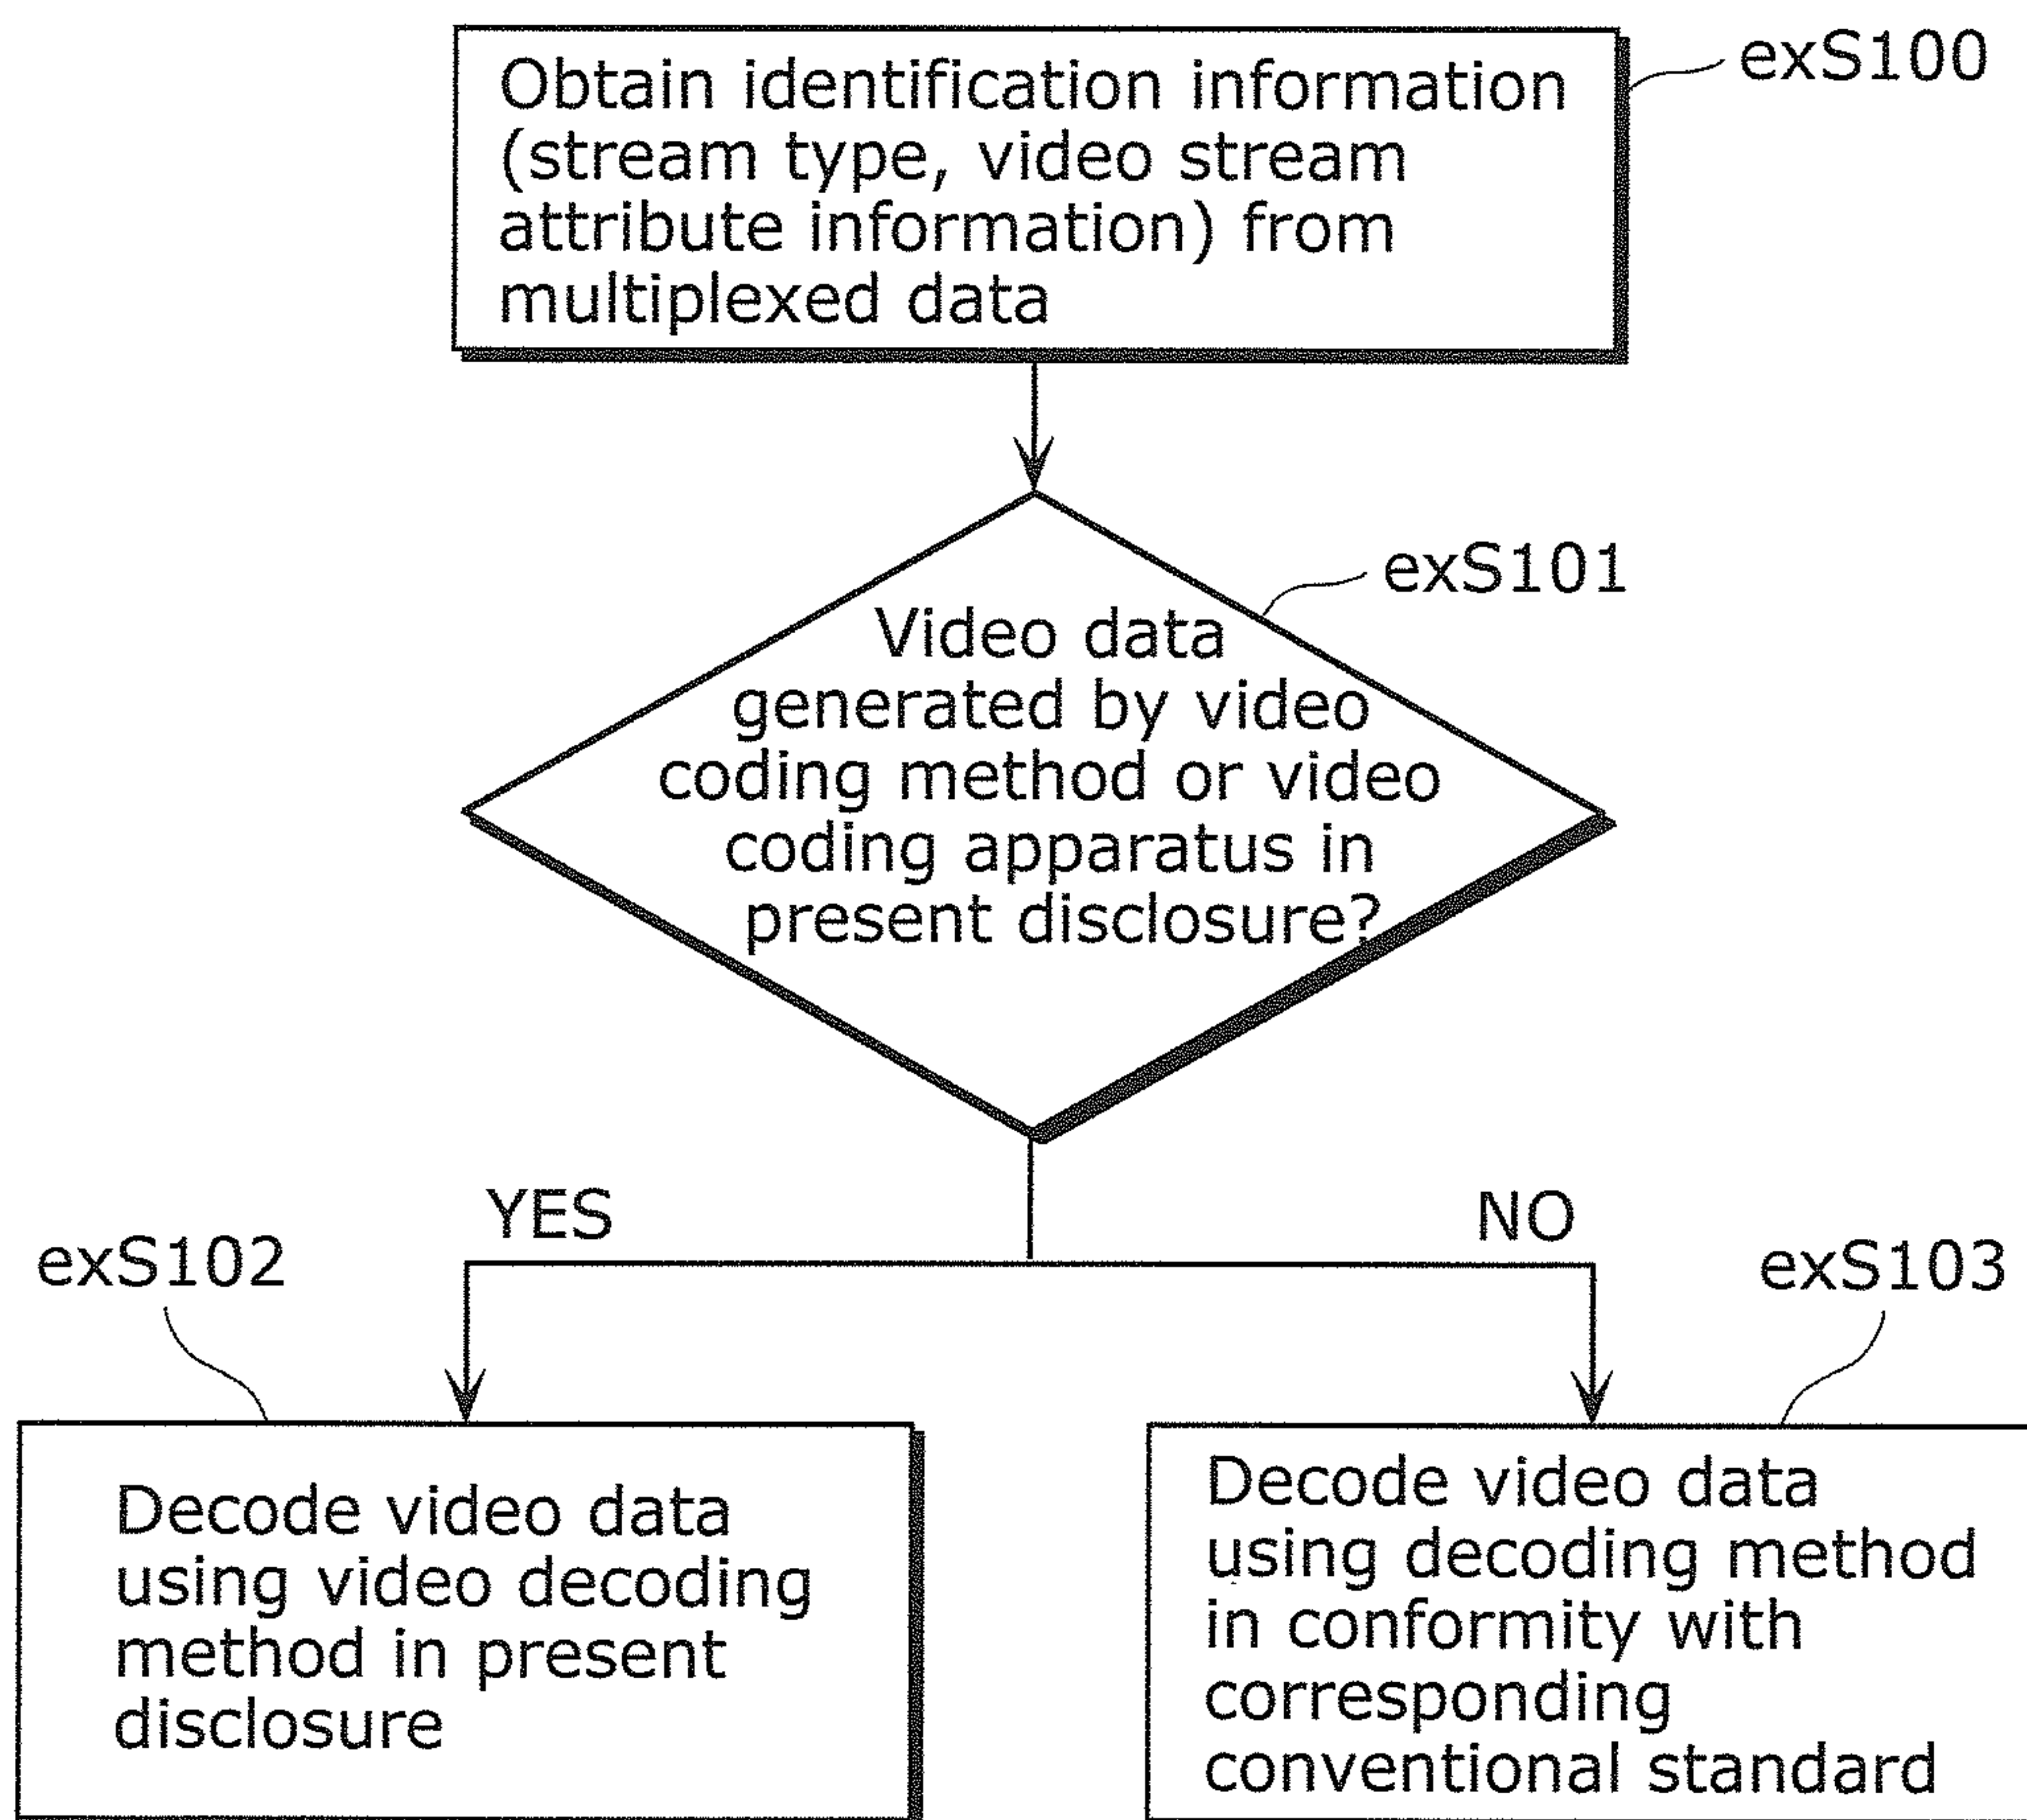 Obtain identification information
(stream type, video stream
attribute information) from
multiplexed data
exS100
exS101
Video data
generated by video
coding method or video
coding apparatus in
present disclosure?
YES
NO
exS102
exS103
Decode video data
using video decoding
method in present
disclosure
Decode video data
using decoding method
in conformity with
corresponding
conventional standard